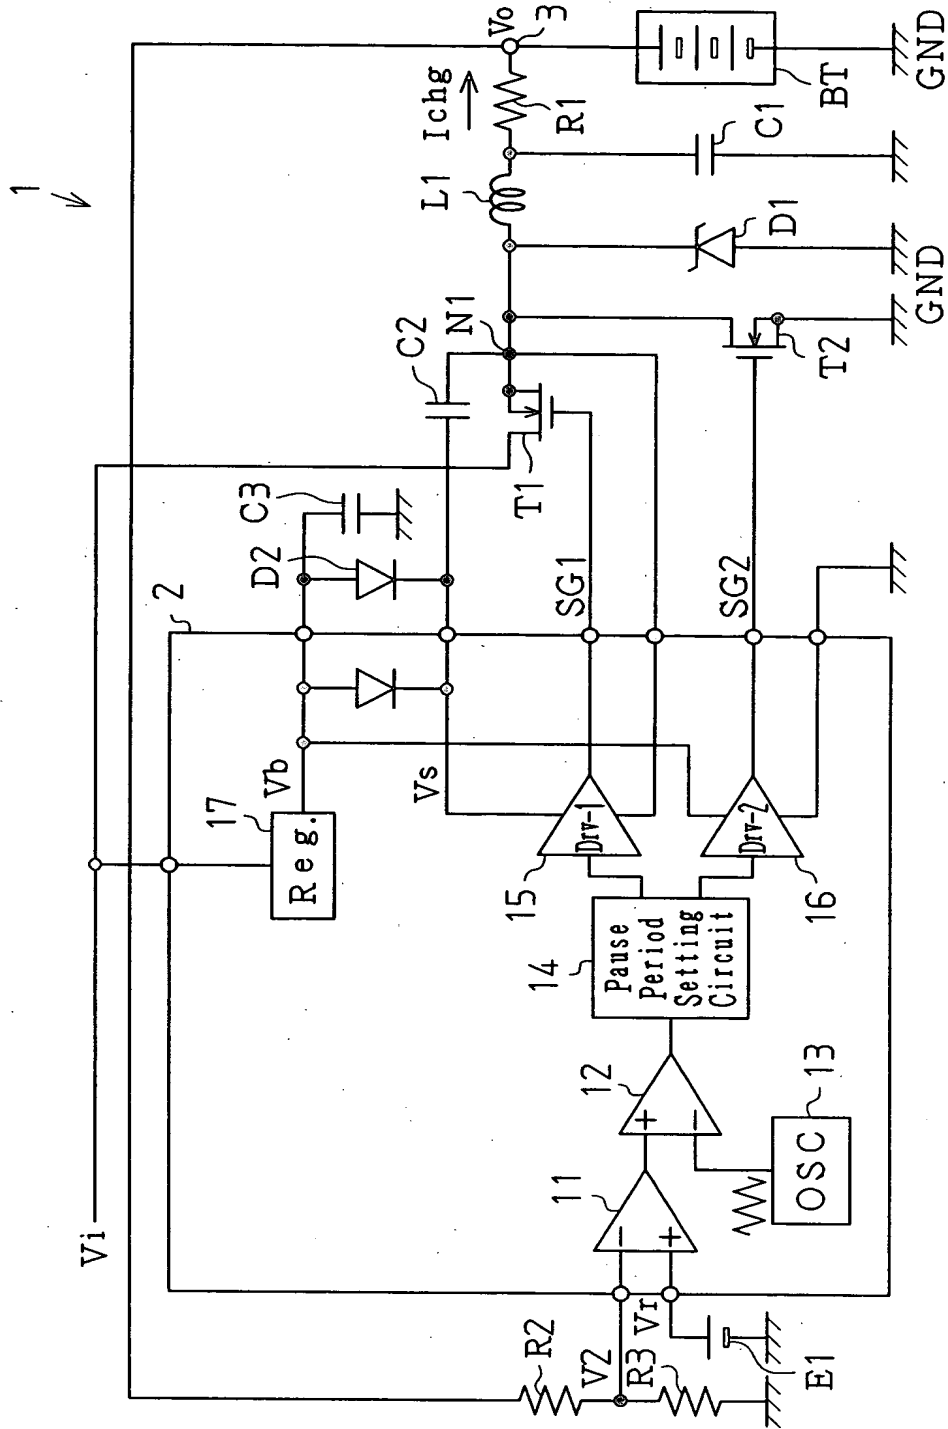 1
Vi
2
17
Reg.
Vb
D2
C3
C2
N1
L1
Ichg
R1
Vo
3
BT
GND
C1
D1
GND
T2
T1
SG1
SG2
Vs
15
Drv-1
16
Drv-2
14
Pause
Period
Setting
Circuit
12
+
−
13
OSC
11
−
+
R2
V2
R3
Vr
E1